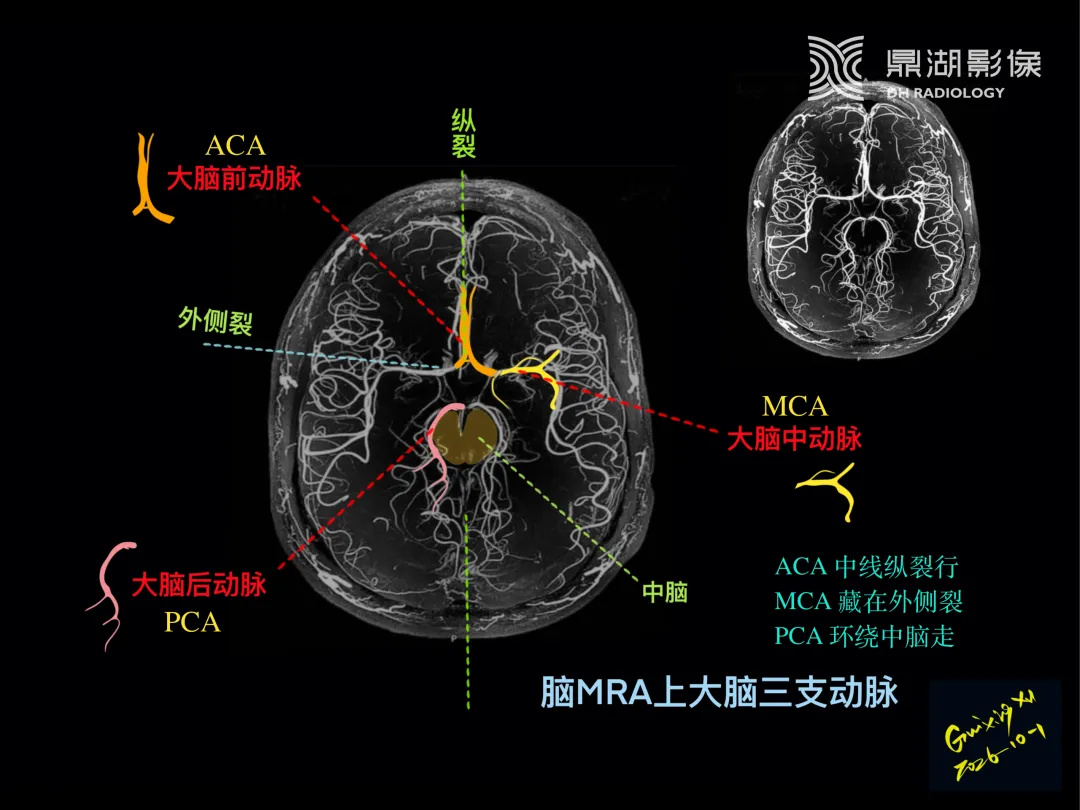 鼎湖影像
DH RADIOLOGY
纵裂
ACA
大脑前动脉
外侧裂
MCA
大脑中动脉
大脑后动脉
PCA
中脑
ACA 中线纵裂行
MCA 藏在外侧裂
PCA 环绕中脑走
脑MRA上大脑三支动脉
P
2026-10-1